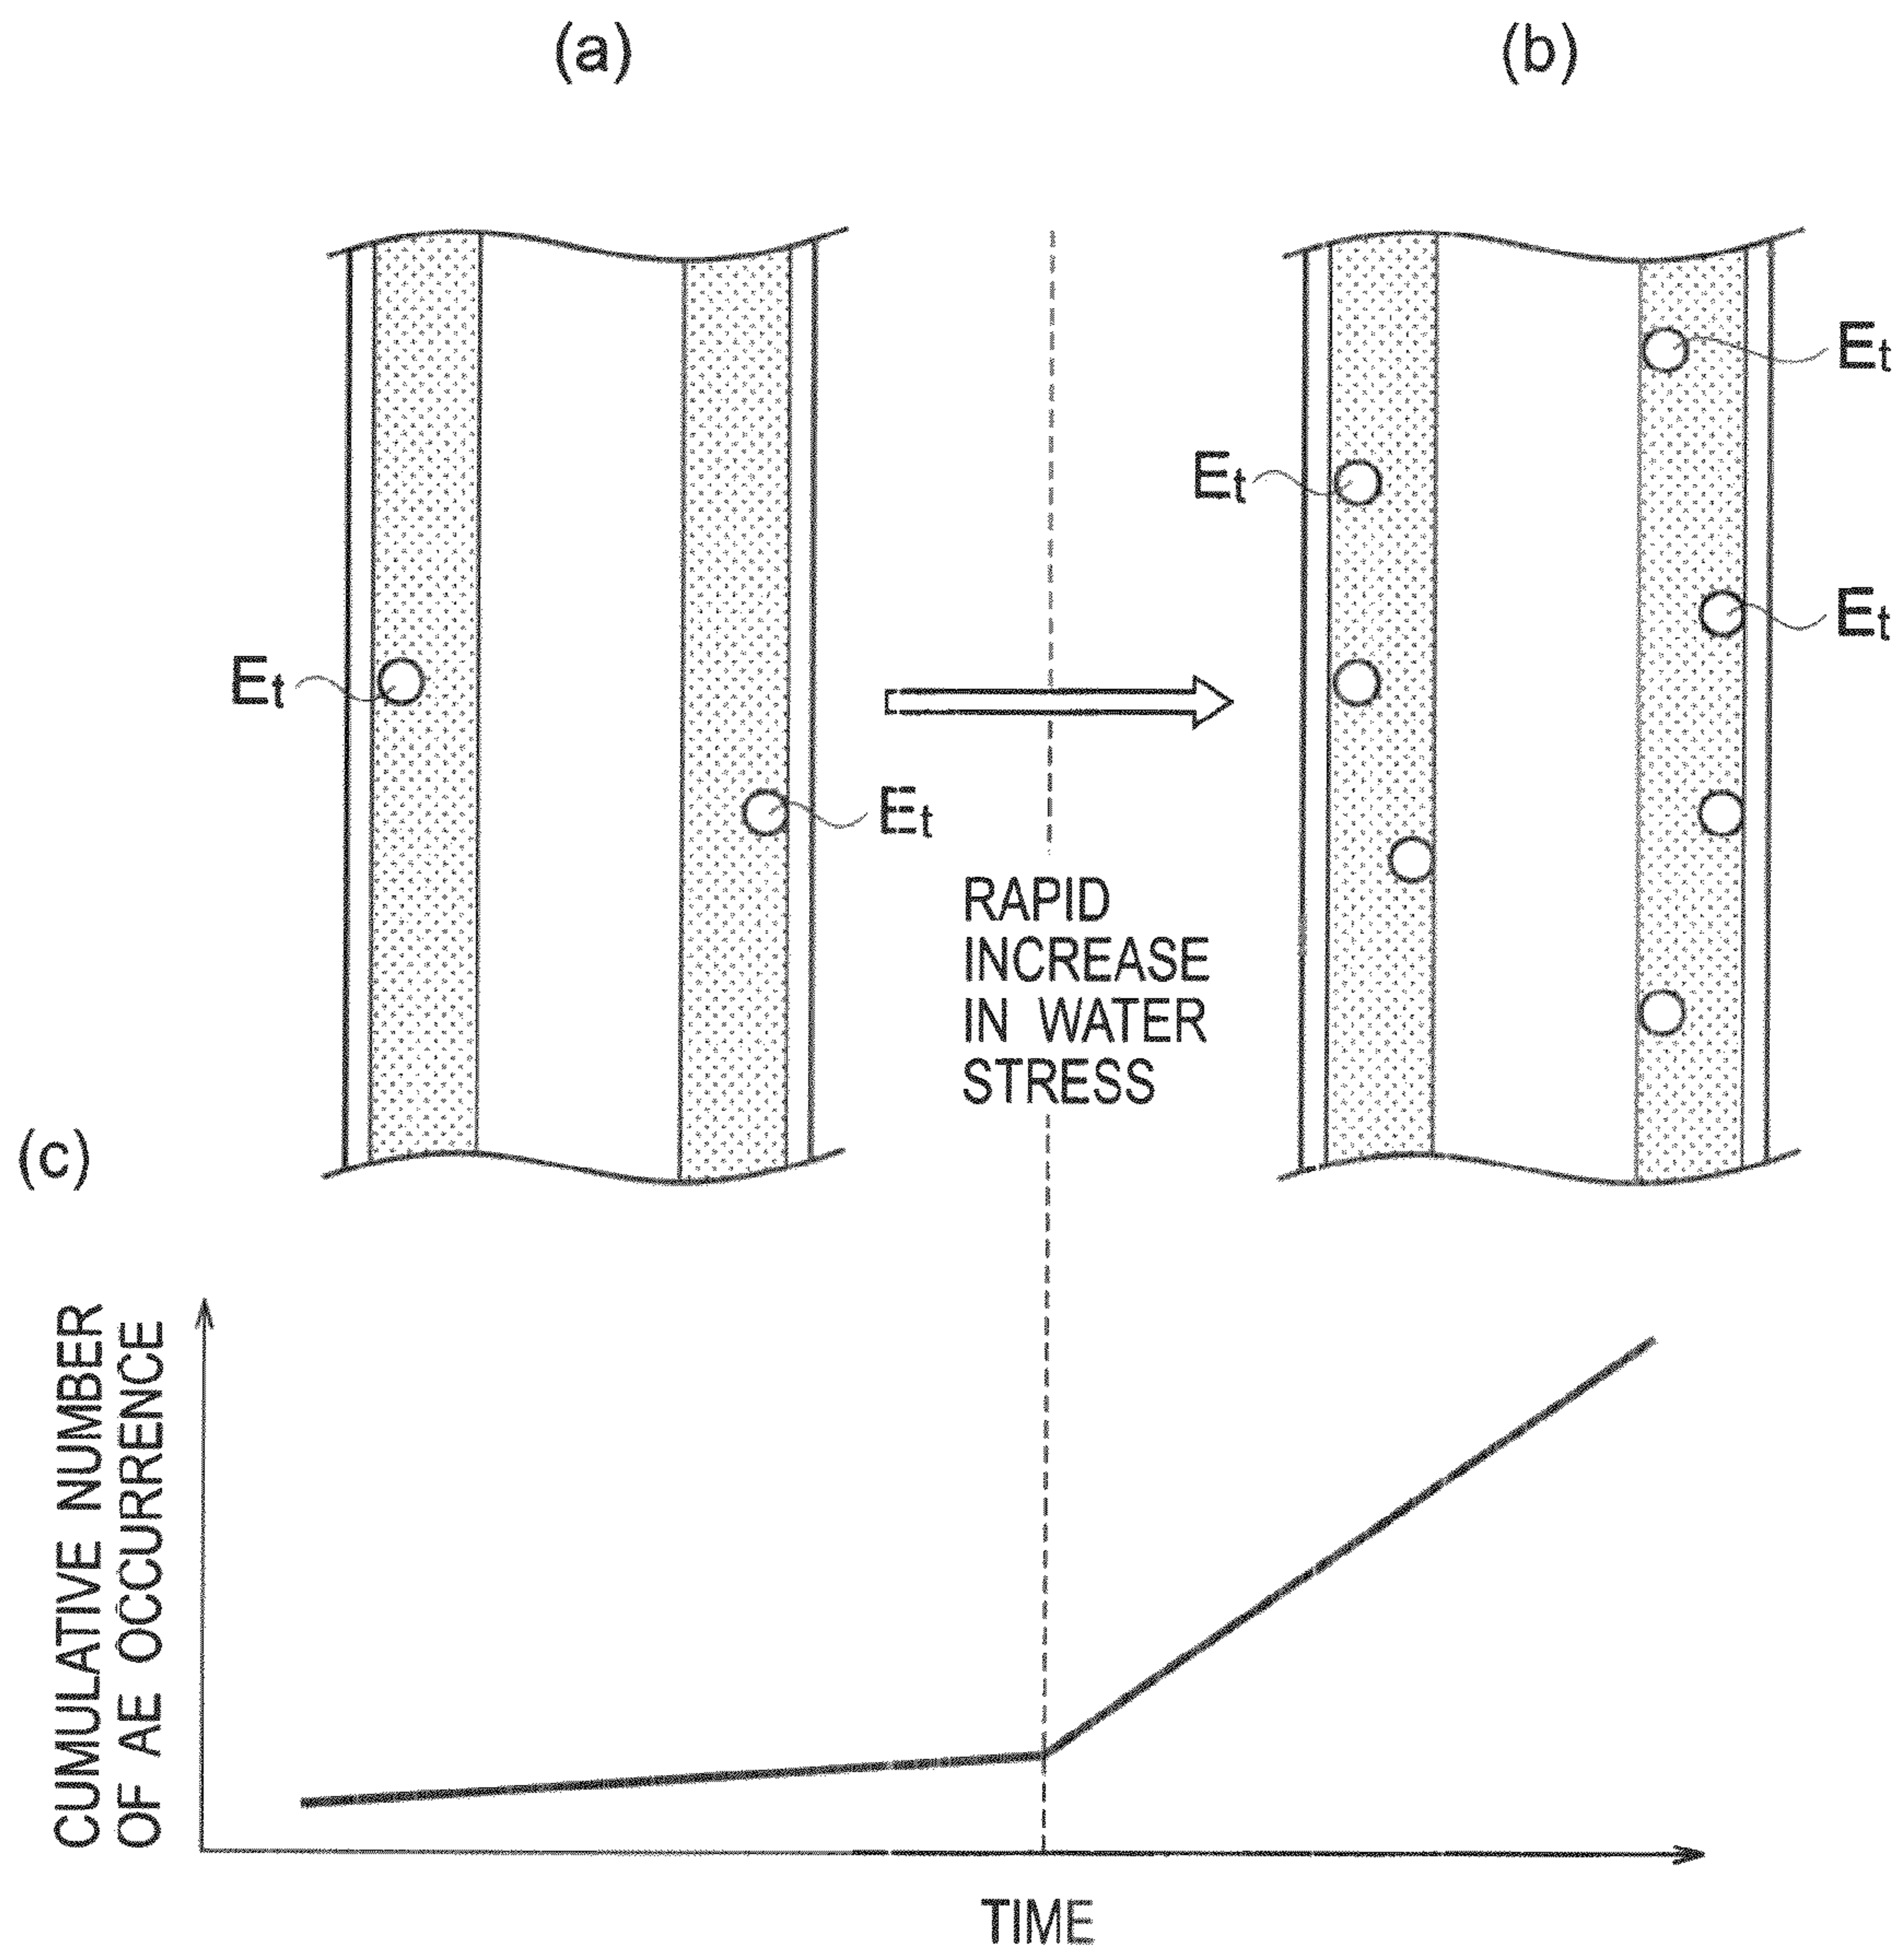 (a)
(b)
Et
Et
Et
Et
Et
RAPID
INCREASE
IN WATER
STRESS
(c)
CUMULATIVE NUMBER
OF AE OCCURRENCE
TIME